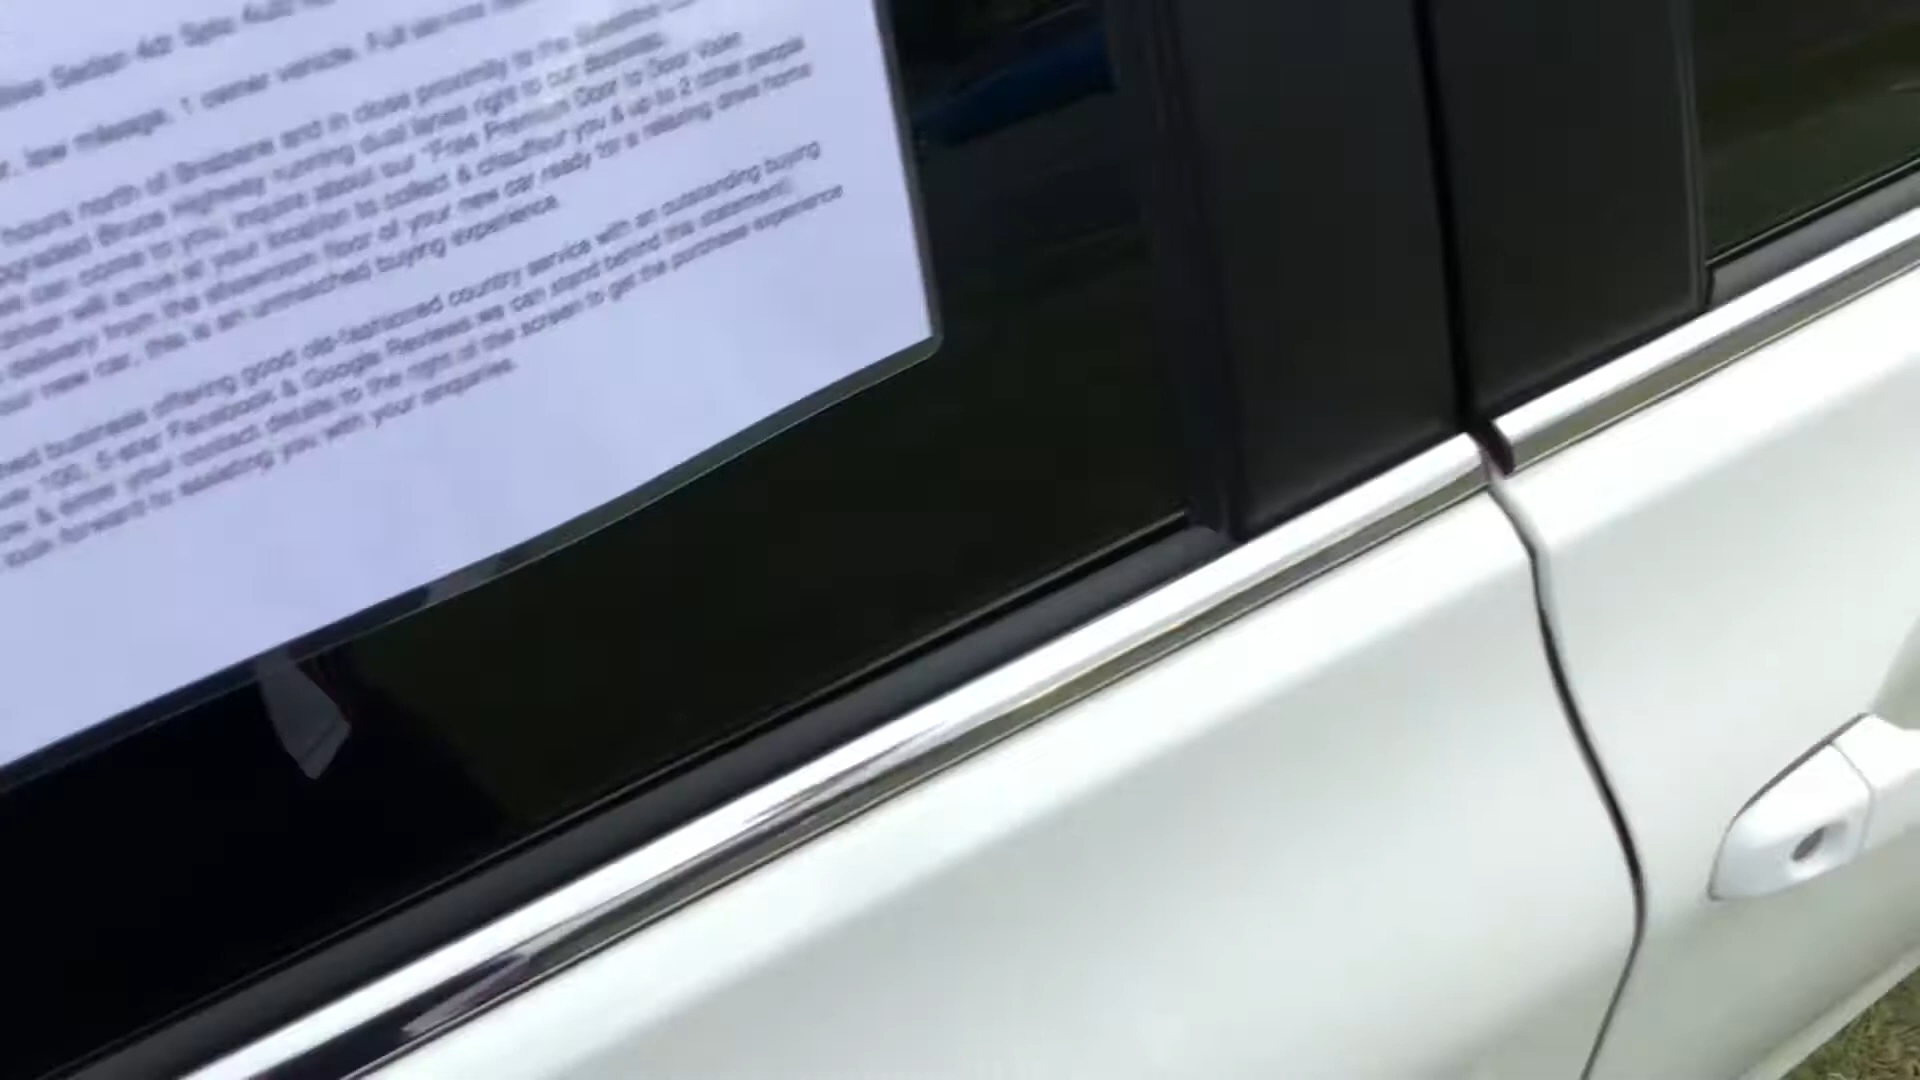 Sedan 4dr Spts Auto
low mileage, 1 owner vehicle. Full service
hours north of Brisbane and in close proximity to the Sunshine
Bruce Highway running dual lanes right to our doorstep.
can come to you, inquire about our "Free Premium Door to Door Valet
will arrive at your location to collect & chauffeur you & up to 2 other people
delivery from the showroom floor of your new car ready for a relaxing drive home
new car, this is an unmatched buying experience.
business offering good old-fashioned country service with an outstanding buying
100, 5-star Facebook & Google Reviews we can stand behind this statement.
& enter your contact details to the right of the screen to get the purchase experience
look forward to assisting you with your enquiries.